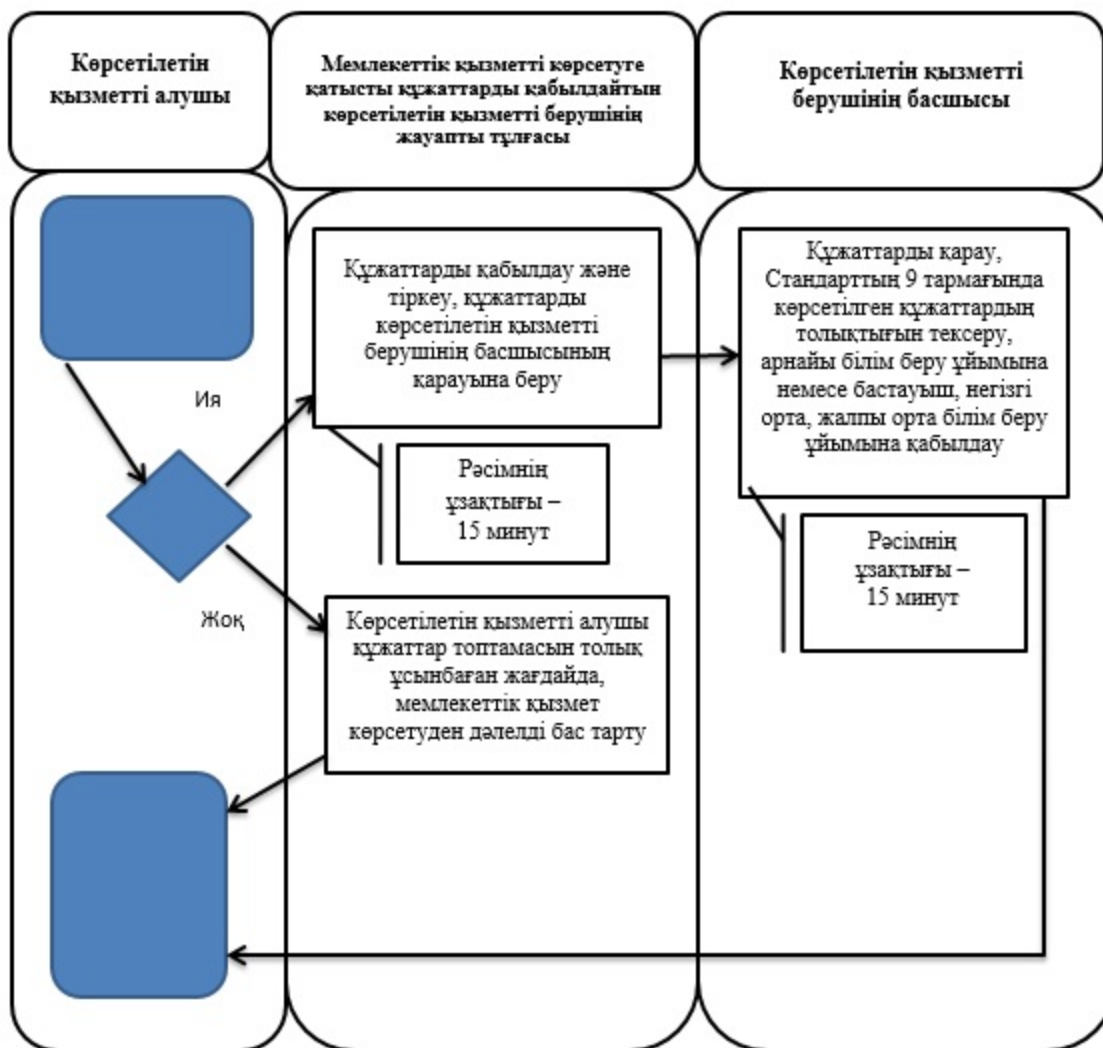 Көрсетілетін
қызметті алушы
Мемлекеттік қызметті көрсетуге
қатысты құжаттарды қабылдайтын
көрсетілетін қызметті берушінің
жауапты тұлғасы
Көрсетілетін қызметті
берушінің басшысы
Құжаттарды қабылдау және
тіркеу, құжаттарды
көрсетілетін қызметті
берушінің басшысының
қарауына беру
Құжаттарды қарау,
Стандарттың 9 тармағында
көрсетілген құжаттардың
толықтығын тексеру,
арнайы білім беру ұйымына
немесе бастауыш, негізгі
орта, жалпы орта білім беру
ұйымына қабылдау
Ия
Рәсімнің
ұзақтығы –
15 минут
Рәсімнің
ұзақтығы –
15 минут
Жоқ
Көрсетілетін қызметті алушы
құжаттар топтамасын толық
ұсынбаған жағдайда,
мемлекеттік қызмет
көрсетуден дәлелді бас тарту